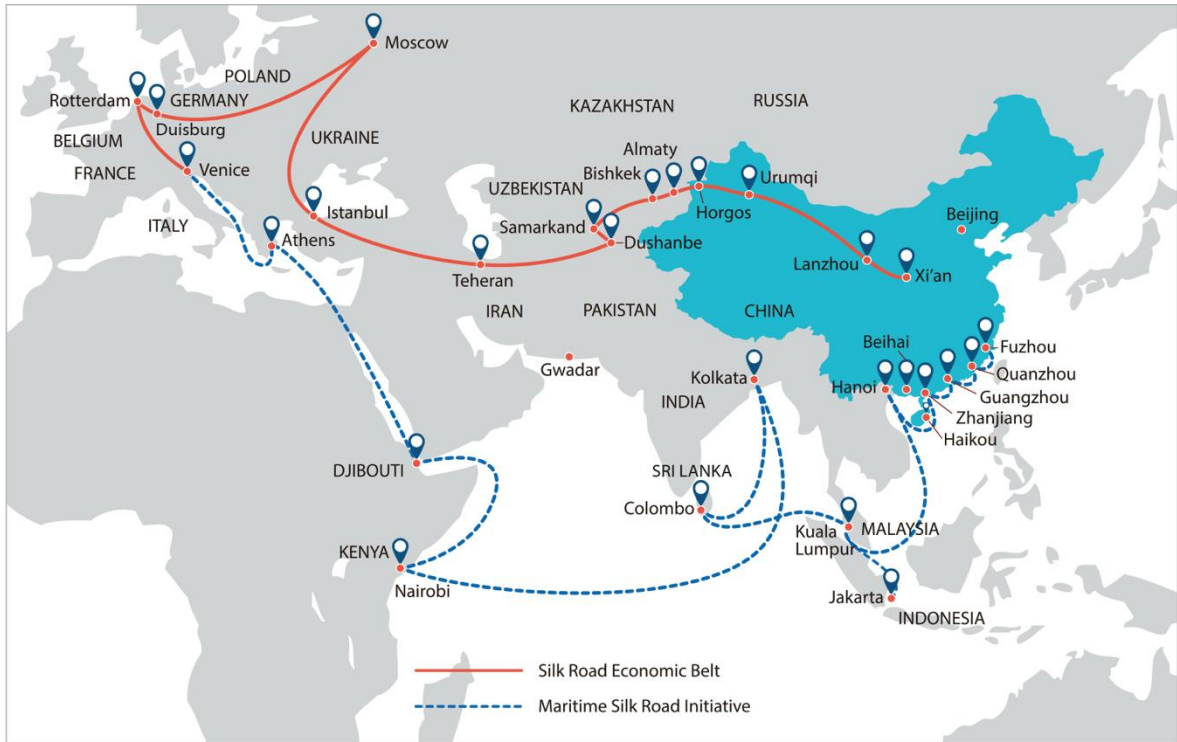 Moscow
POLAND
Rotterdam
GERMANY
Duisburg
BELGIUM
FRANCE
Venice
ITALY
Athens
UKRAINE
Istanbul
KAZAKHSTAN
RUSSIA
Almaty
Bishkek
Urumqi
UZBEKISTAN
Horgos
Samarkand
Dushanbe
Beijing
Lanzhou
Xi'an
Teheran
IRAN
PAKISTAN
CHINA
Gwadar
Beihai
Fuzhou
Kolkata
Hanoi
Quanzhou
INDIA
Guangzhou
Zhanjiang
Haikou
DJIBOUTI
SRI LANKA
Colombo
Kuala
Lumpur
MALAYSIA
KENYA
Nairobi
Jakarta
INDONESIA
Silk Road Economic Belt
Maritime Silk Road Initiative